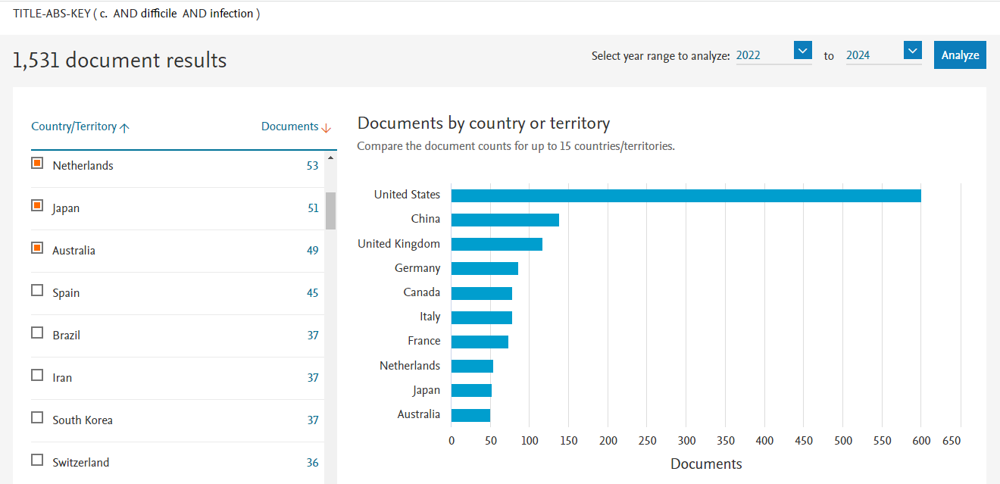 TITLE-ABS-KEY ( c. AND difficile AND infection )
1,531 document results
Select year range to analyze: 2022 to 2024 Analyze
Country/Territory Documents
Netherlands 53
Japan 51
Australia 49
Spain 45
Brazil 37
Iran 37
South Korea 37
Switzerland 36
Documents by country or territory
Compare the document counts for up to 15 countries/territories.
United States
China
United Kingdom
Germany
Canada
Italy
France
Netherlands
Japan
Australia
0 50 100 150 200 250 300 350 400 450 500 550 600 650
Documents